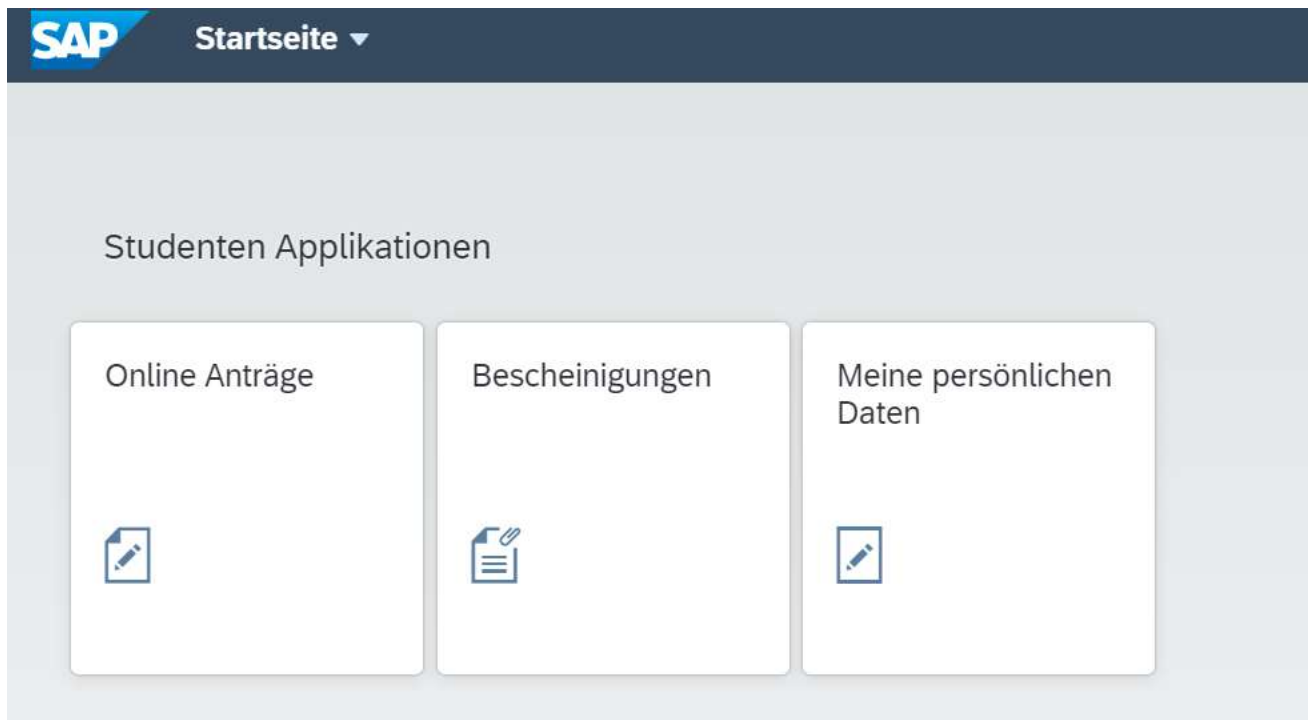 SAP Startseite
Studenten Applikationen
Online Anträge
Bescheinigungen
Meine persönlichen
Daten